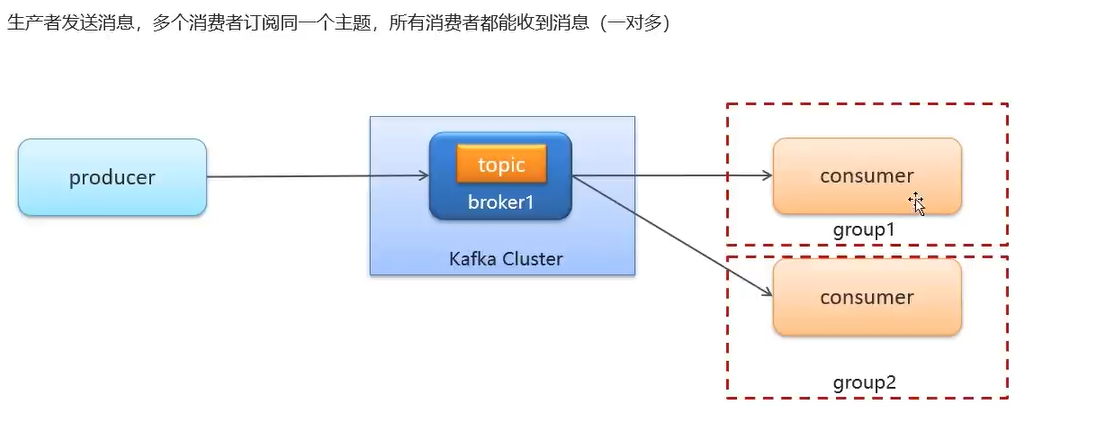 生产者发送消息，多个消费者订阅同一个主题，所有消费者都能收到消息（一对多）
producer
topic
broker1
Kafka Cluster
consumer
group1
consumer
group2